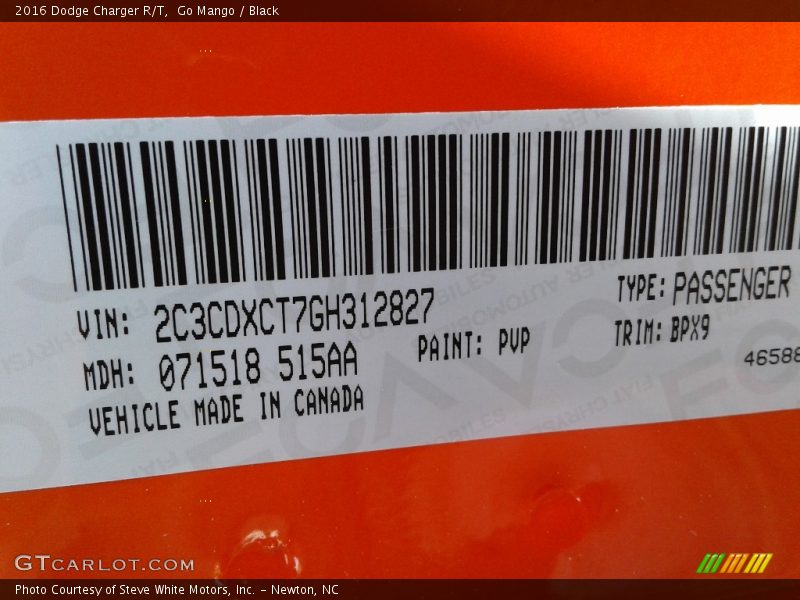 2016 Dodge Charger R/T,  Go Mango / Black
VIN: 2C3CDXCT7GH312827
TYPE: PASSENGER
MDH: 071518 515AA
PAINT: PVP
TRIM: BPX9
VEHICLE MADE IN CANADA
46588
GTCARLOT.COM
Photo Courtesy of Steve White Motors, Inc. – Newton, NC